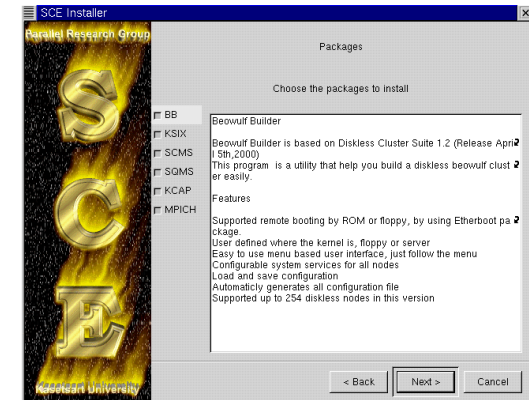 SCE Installer
Parallel Research Group
S
C
E
Kasetsart University
Packages
Choose the packages to install
BB
KSIX
SCMS
SQMS
KCAP
MPICH
Beowulf Builder
Beowulf Builder is based on Diskless Cluster Suite 1.2 (Release Apri
l 5th,2000)
This program  is a utility that help you build a diskless beowulf clust
er easily.
Features
Supported remote booting by ROM or floppy, by using Etherboot pa
ckage.
User defined where the kernel is, floppy or server
Easy to use menu based user interface, just follow the menu
Configurable system services for all nodes
Load and save configuration
Automaticly generates all configuration file
Supported up to 254 diskless nodes in this version
< Back
Next >
Cancel